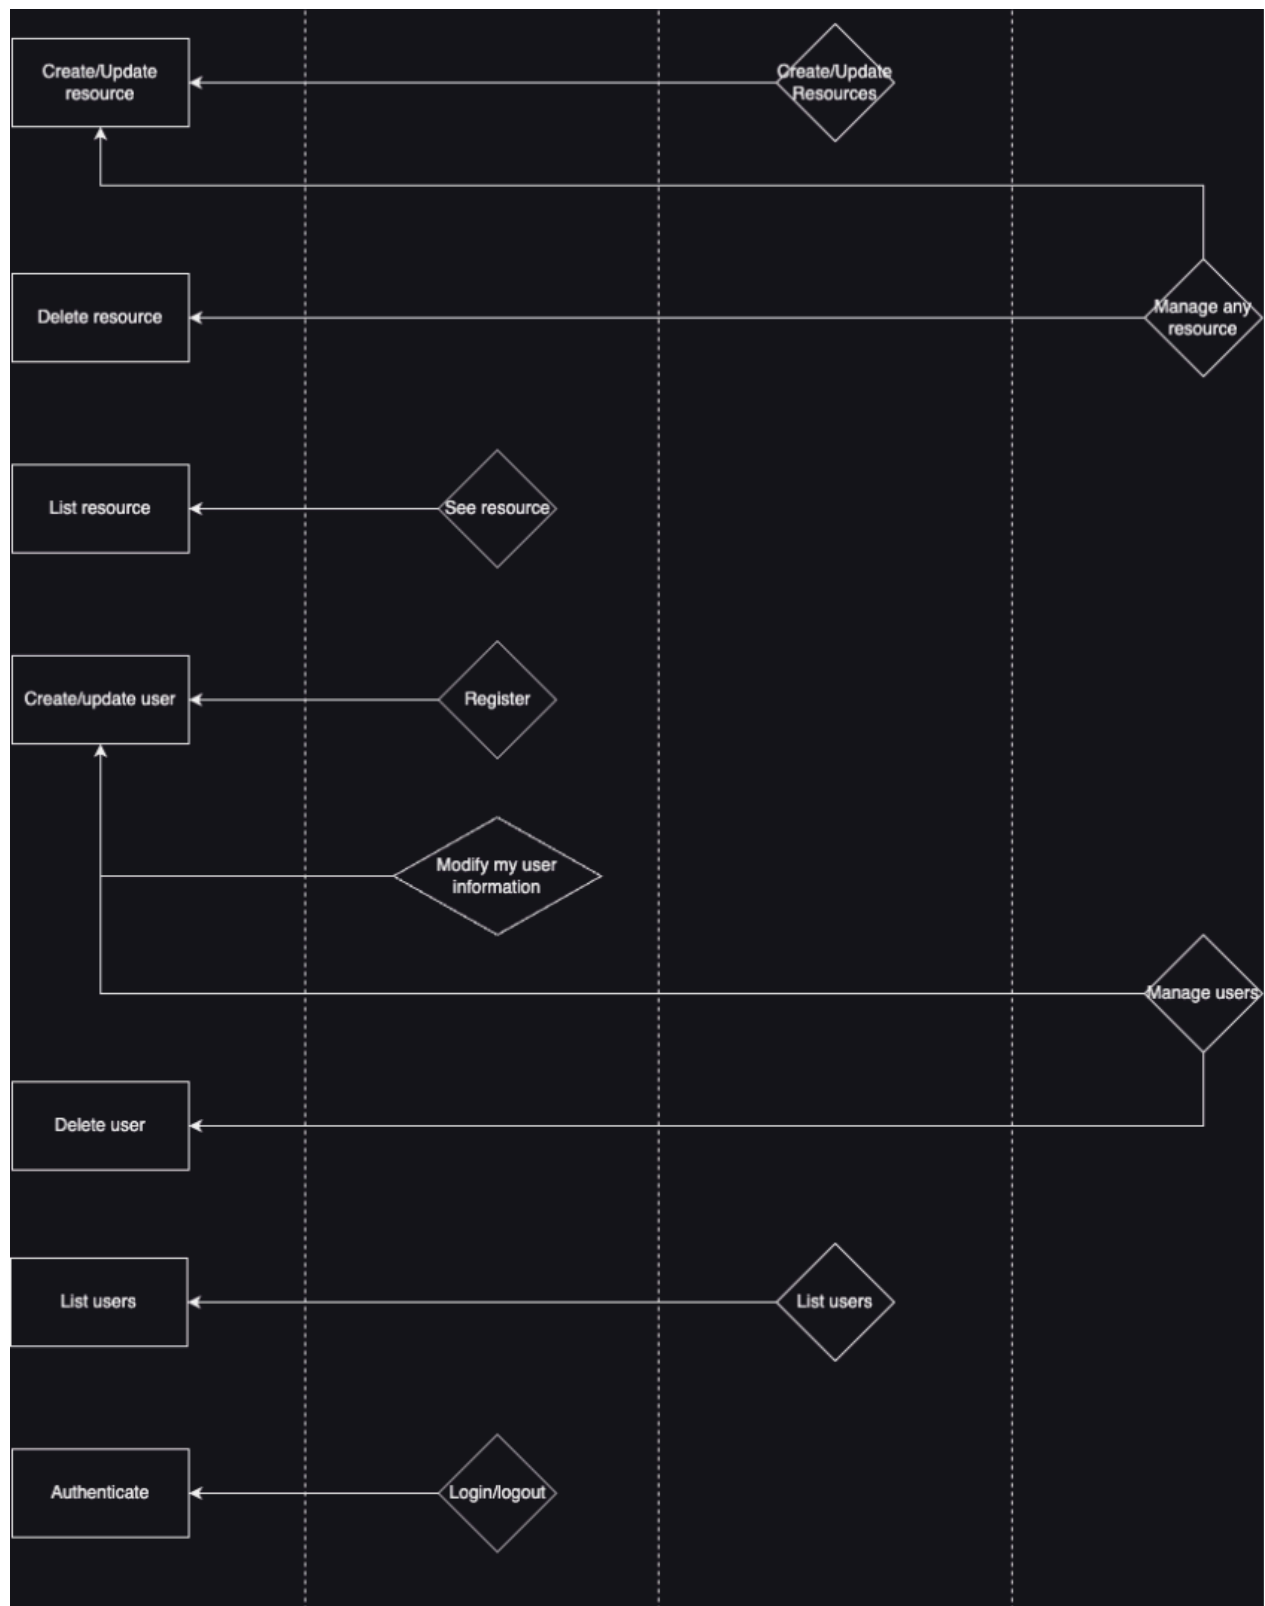 Create/Update
resource
Create/Update
Resources
Delete resource
Manage any
resource
List resource
See resource
Create/update user
Register
Modify my user
information
Manage users
Delete user
List users
List users
Authenticate
Login/logout